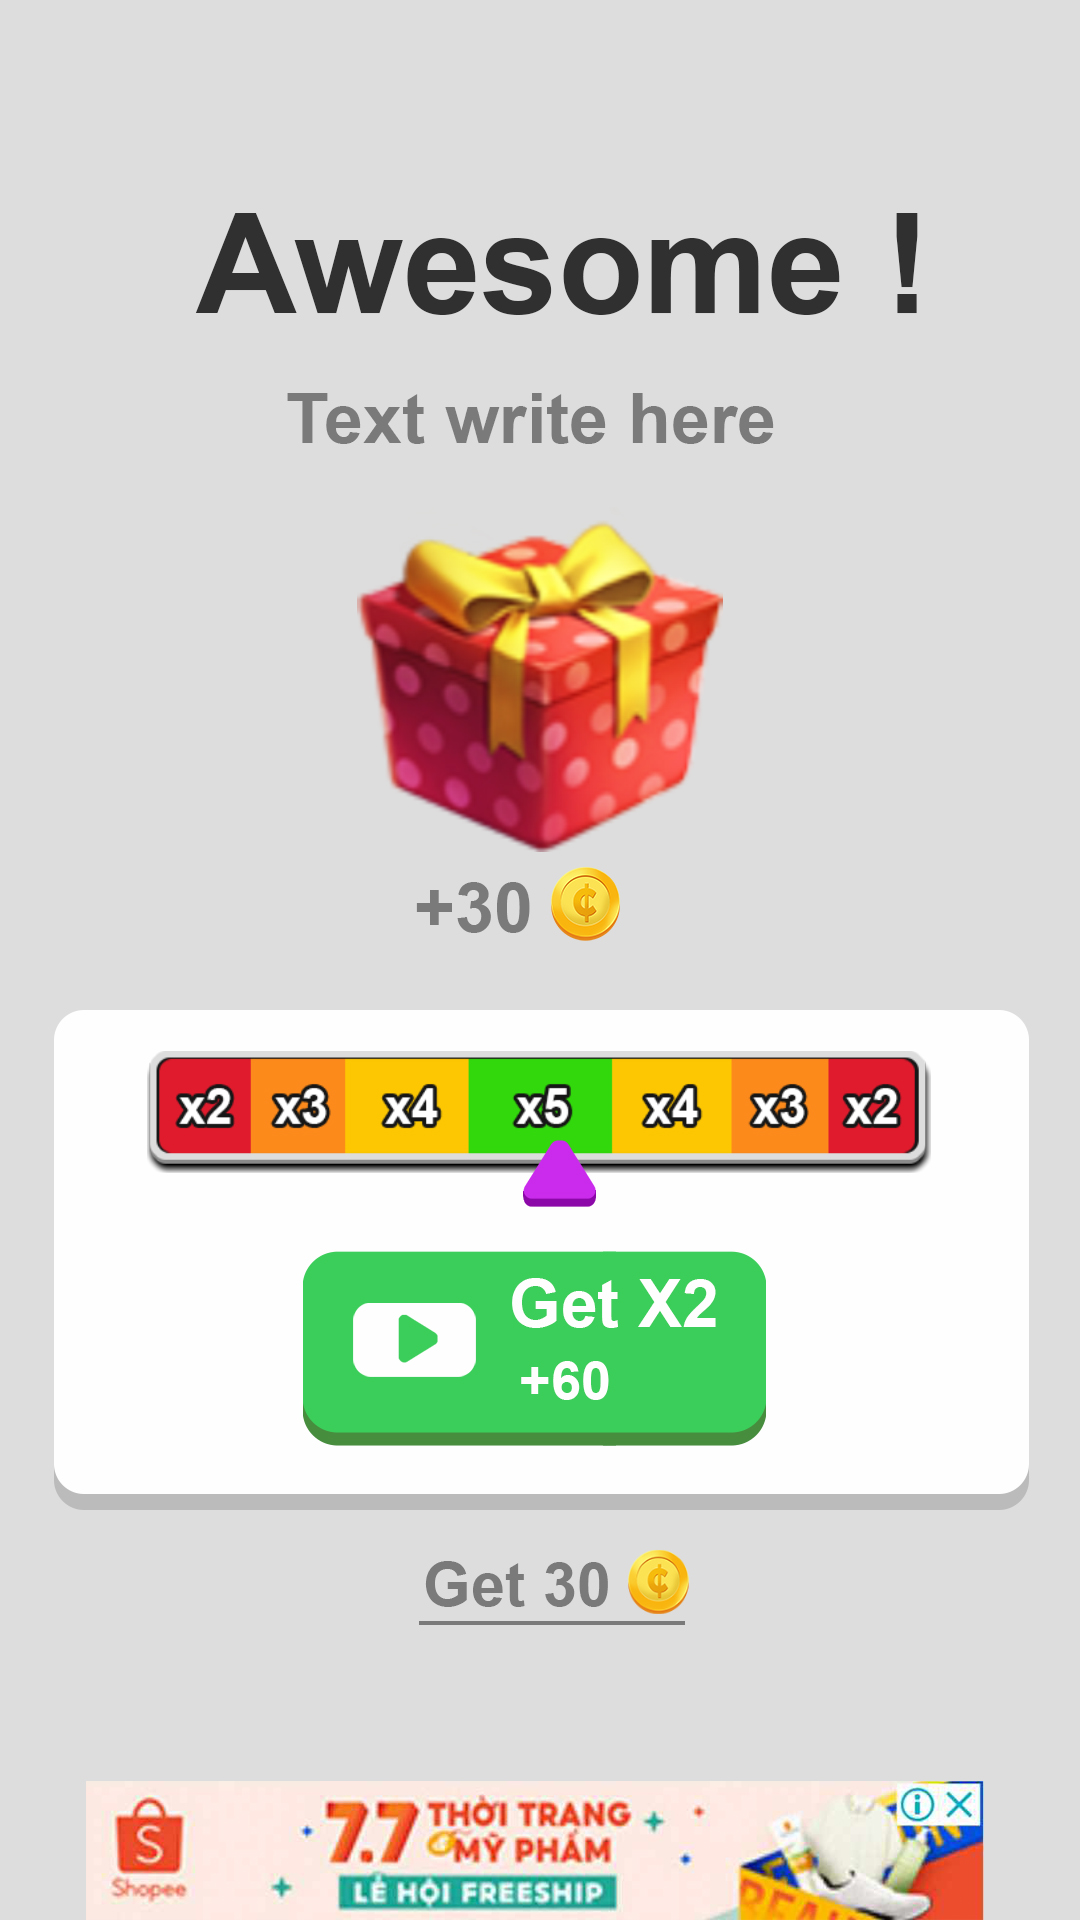 Awesome !
Text write here
+30
x2 x3 x4 x5 x4 x3 x2
Get X2
+60
Get 30
Shopee
7.7 THỜI TRANG
MỸ PHẨM
LỄ HỘI FREESHIP